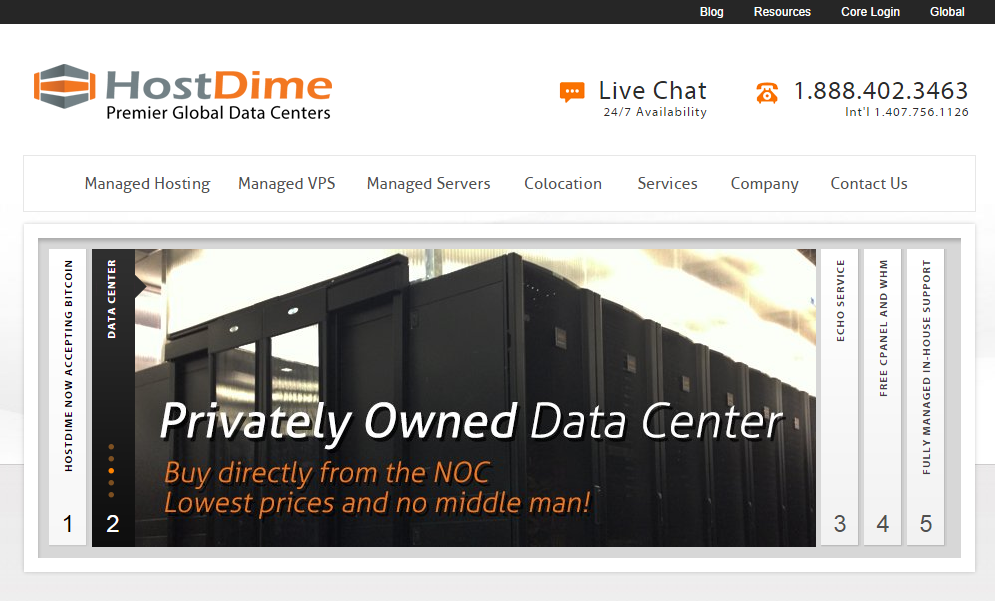 Blog Resources Core Login Global
HostDime
Premier Global Data Centers
Live Chat
24/7 Availability
1.888.402.3463
Int'l 1.407.756.1126
Managed Hosting Managed VPS Managed Servers Colocation Services Company Contact Us
HOSTDIME NOW ACCEPTING BITCOIN
1
DATA CENTER
2
Privately Owned Data Center
Buy directly from the NOC
Lowest prices and no middle man!
ECHO SERVICE
3
FREE CPANEL AND WHM
4
FULLY MANAGED IN-HOUSE SUPPORT
5